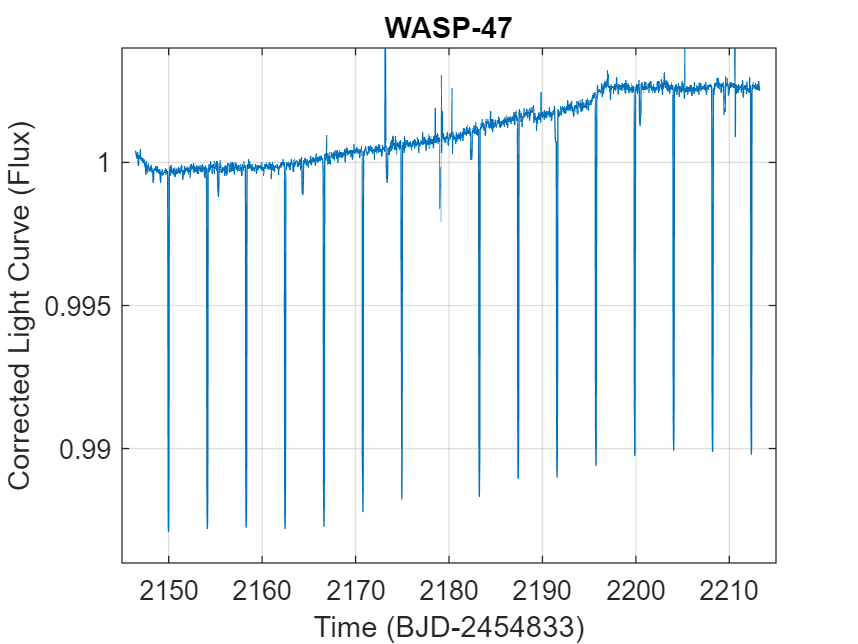 WASP-47
Corrected Light Curve (Flux)
1
0.995
0.99
2150 2160 2170 2180 2190 2200 2210
Time (BJD-2454833)